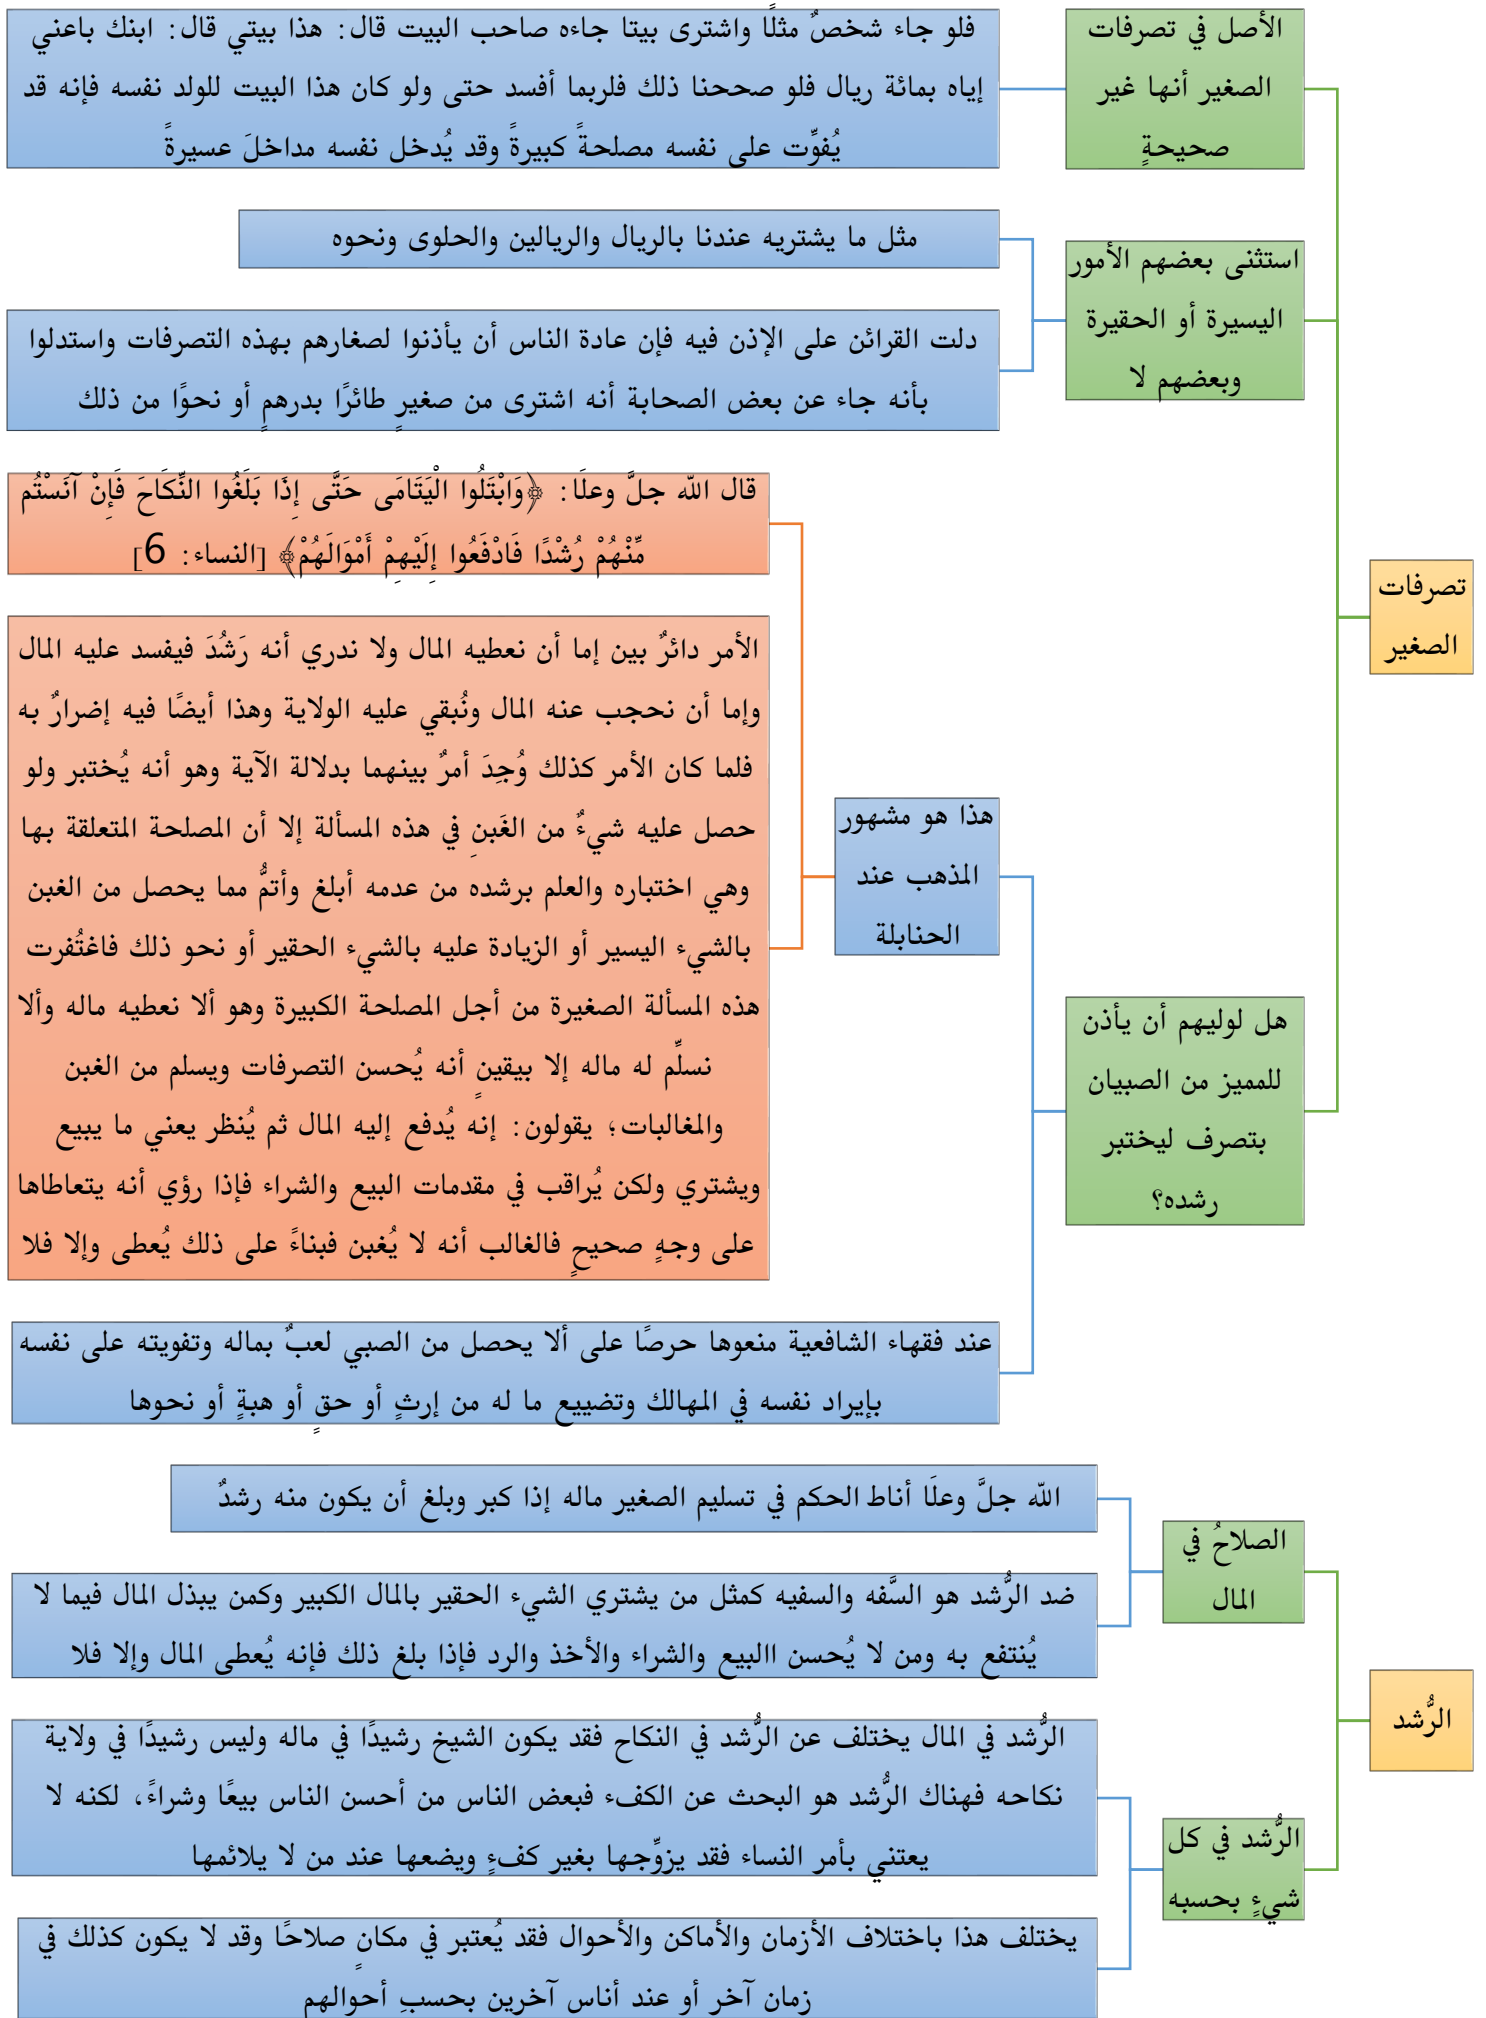 تصرفات
الصغير
الأصل في تصرفات
الصغير أنها غير
صحيحةٍ
فلو جاء شخصٌ مثلًا واشترى بيتا جاءه صاحب البيت قال: هذا بيتي قال: ابنك باعني
إياه بمائة ريال فلو صححنا ذلك فلربما أفسد حتى ولو كان هذا البيت للولد نفسه فإنه قد
يُفوِّت على نفسه مصلحةً كبيرةً وقد يُدخل نفسه مداخلَ عسيرةً
استثنى بعضهم الأمور
اليسيرة أو الحقيرة
وبعضهم لا
مثل ما يشتريه عندنا بالريال والريالين والحلوى ونحوه
دلت القرائن على الإذن فيه فإن عادة الناس أن يأذنوا لصغارهم بهذه التصرفات واستدلوا
بأنه جاء عن بعض الصحابة أنه اشترى من صغيرٍ طائرًا بدرهمٍ أو نحوًا من ذلك
هل لوليهم أن يأذن
للمميز من الصبيان
بتصرف ليختبر
رشده؟
هذا هو مشهور
المذهب عند
الحنابلة
قال الله جلَّ وعلَا: ﴿وَابْتَلُوا الْيَتَامَى حَتَّى إِذَا بَلَغُوا النِّكَاحَ فَإِنْ آنَسْتُم
مِّنْهُمْ رُشْدًا فَادْفَعُوا إِلَيْهِمْ أَمْوَالَهُمْ﴾ [النساء: 6]
الأمر دائرٌ بين إما أن نعطيه المال ولا ندري أنه رَشُدَ فيفسد عليه المال
وإما أن نحجب عنه المال ونُبقي عليه الولاية وهذا أيضًا فيه إضرارٌ به
فلما كان الأمر كذلك وُجِدَ أمرٌ بينهما بدلالة الآية وهو أنه يُختبر ولو
حصل عليه شيءٌ من الغَبنِ في هذه المسألة إلا أن المصلحة المتعلقة بها
وهي اختباره والعلم برشده من عدمه أبلغ وأتمُّ مما يحصل من الغبن
بالشيء اليسير أو الزيادة عليه بالشيء الحقير أو نحو ذلك فاغتُفرت
هذه المسألة الصغيرة من أجل المصلحة الكبيرة وهو ألا نعطيه ماله وألا
نسلِّم له ماله إلا بيقينٍ أنه يُحسن التصرفات ويسلم من الغبن
والمغالبات؛ يقولون: إنه يُدفع إليه المال ثم يُنظر يعني ما يبيع
ويشتري ولكن يُراقب في مقدمات البيع والشراء فإذا رؤي أنه يتعاطاها
على وجهٍ صحيحٍ فالغالب أنه لا يُغبن فبناءً على ذلك يُعطى وإلا فلا
عند فقهاء الشافعية منعوها حرصًا على ألا يحصل من الصبي لعبٌ بماله وتفويته على نفسه
بإيراد نفسه في المهالك وتضييع ما له من إرثٍ أو حقٍ أو هبةٍ أو نحوها
الرُّشد
الصلاحُ في
المال
الله جلَّ وعلَا أناط الحكم في تسليم الصغير ماله إذا كبر وبلغ أن يكون منه رشدٌ
ضد الرُّشد هو السَّفه والسفيه كمثل من يشتري الشيء الحقير بالمال الكبير وكمن يبذل المال فيما لا
يُنتفع به ومن لا يُحسن االبيع والشراء والأخذ والرد فإذا بلغ ذلك فإنه يُعطى المال وإلا فلا
الرُّشد في كل
شيءٍ بحسبه
الرُّشد في المال يختلف عن الرُّشد في النكاح فقد يكون الشيخ رشيدًا في ماله وليس رشيدًا في ولاية
نكاحه فهناك الرُّشد هو البحث عن الكفء فبعض الناس من أحسن الناس بيعًا وشراءً، لكنه لا
يعتني بأمر النساء فقد يزوِّجها بغير كفءٍ ويضعها عند من لا يلائمها
يختلف هذا باختلاف الأزمان والأماكن والأحوال فقد يُعتبر في مكانٍ صلاحًا وقد لا يكون كذلك في
زمان آخر أو عند أناس آخرين بحسبِ أحوالهم